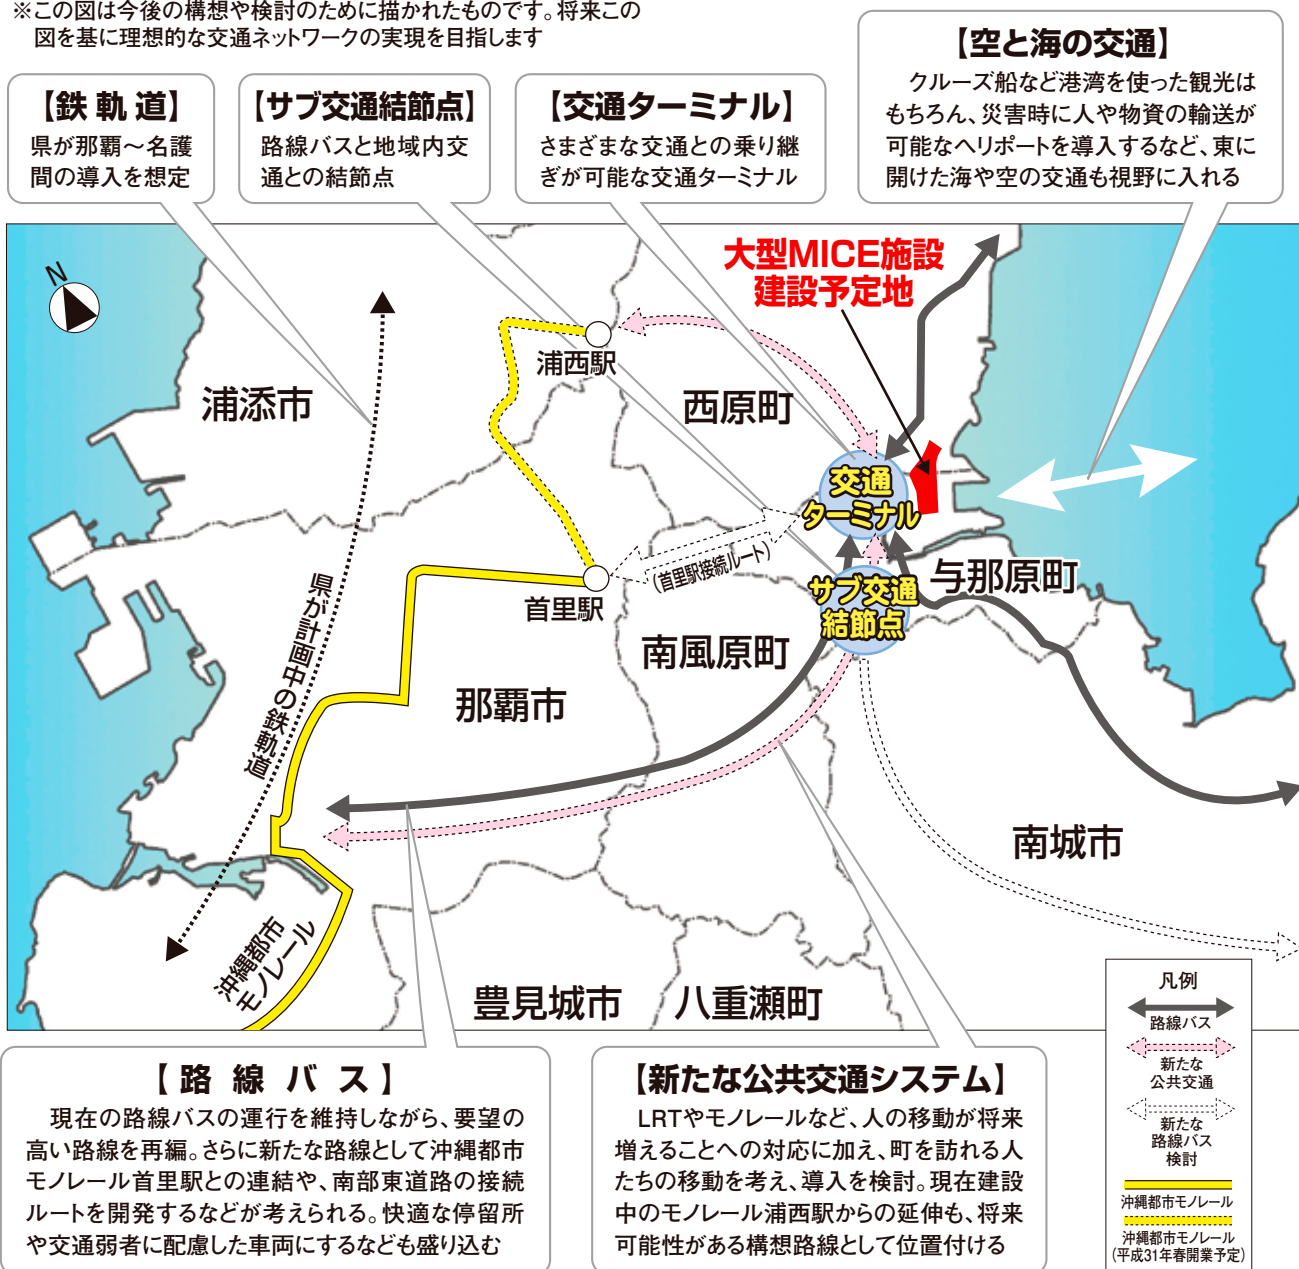 ※この図は今後の構想や検討のために描かれたものです。将来この
図を基に理想的な交通ネットワークの実現を目指します
【鉄 軌 道】
県が那覇～名護
間の導入を想定
【サブ交通結節点】
路線バスと地域内交
通との結節点
【交通ターミナル】
さまざまな交通との乗り継
ぎが可能な交通ターミナル
【空と海の交通】
クルーズ船など港湾を使った観光は
もちろん、災害時に人や物資の輸送が
可能なヘリポートを導入するなど、東に
開けた海や空の交通も視野に入れる
N
大型MICE施設
建設予定地
浦西駅
浦添市
西原町
交通
ターミナル
(首里駅接続ルート)
与那原町
首里駅
サブ交通
結節点
県が計画中の鉄軌道
南風原町
那覇市
南城市
沖縄都市
モノレール
豊見城市
八重瀬町
凡例
路線バス
新たな
公共交通
新たな
路線バス
検討
沖縄都市モノレール
沖縄都市モノレール
(平成31年春開業予定)
【 路 線 バ ス 】
現在の路線バスの運行を維持しながら、要望の
高い路線を再編。さらに新たな路線として沖縄都市
モノレール首里駅との連結や、南部東道路の接続
ルートを開発するなどが考えられる。快適な停留所
や交通弱者に配慮した車両にするなども盛り込む
【新たな公共交通システム】
LRTやモノレールなど、人の移動が将来
増えることへの対応に加え、町を訪れる人
たちの移動を考え、導入を検討。現在建設
中のモノレール浦西駅からの延伸も、将来
可能性がある構想路線として位置付ける